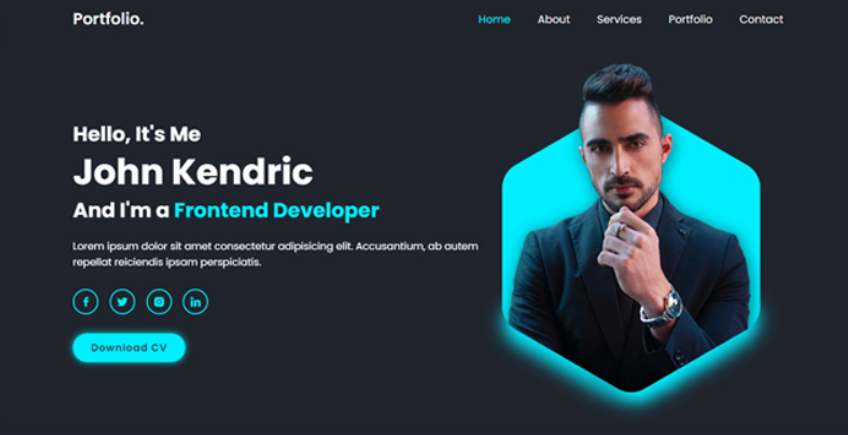 Portfolio.
Home About Services Portfolio Contact
Hello, It's Me
John Kendric
And I'm a Frontend Developer
Lorem ipsum dolor sit amet consectetur adipisicing elit. Accusantium, ab autem
repellat reiciendis ipsam perspiciatis.
Download CV